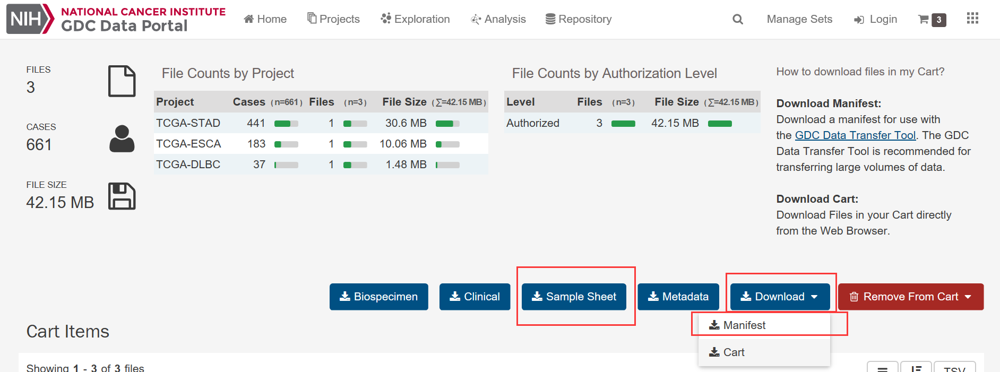 NIH NATIONAL CANCER INSTITUTE
GDC Data Portal
Home Projects Exploration Analysis Repository Manage Sets Login 3
FILES
3
CASES
661
FILE SIZE
42.15 MB
File Counts by Project
Project Cases (n=661) Files (n=3) File Size (∑=42.15 MB)
TCGA-STAD 441 1 30.6 MB
TCGA-ESCA 183 1 10.06 MB
TCGA-DLBC 37 1 1.48 MB
File Counts by Authorization Level
Level Files (n=3) File Size (∑=42.15 MB)
Authorized 3 42.15 MB
How to download files in my Cart?
Download Manifest:
Download a manifest for use with
the GDC Data Transfer Tool. The GDC
Data Transfer Tool is recommended for
transferring large volumes of data.
Download Cart:
Download Files in your Cart directly
from the Web Browser.
Biospecimen Clinical Sample Sheet Metadata Download Remove From Cart
Manifest
Cart
Cart Items
Showing 1 - 3 of 3 files
TSV